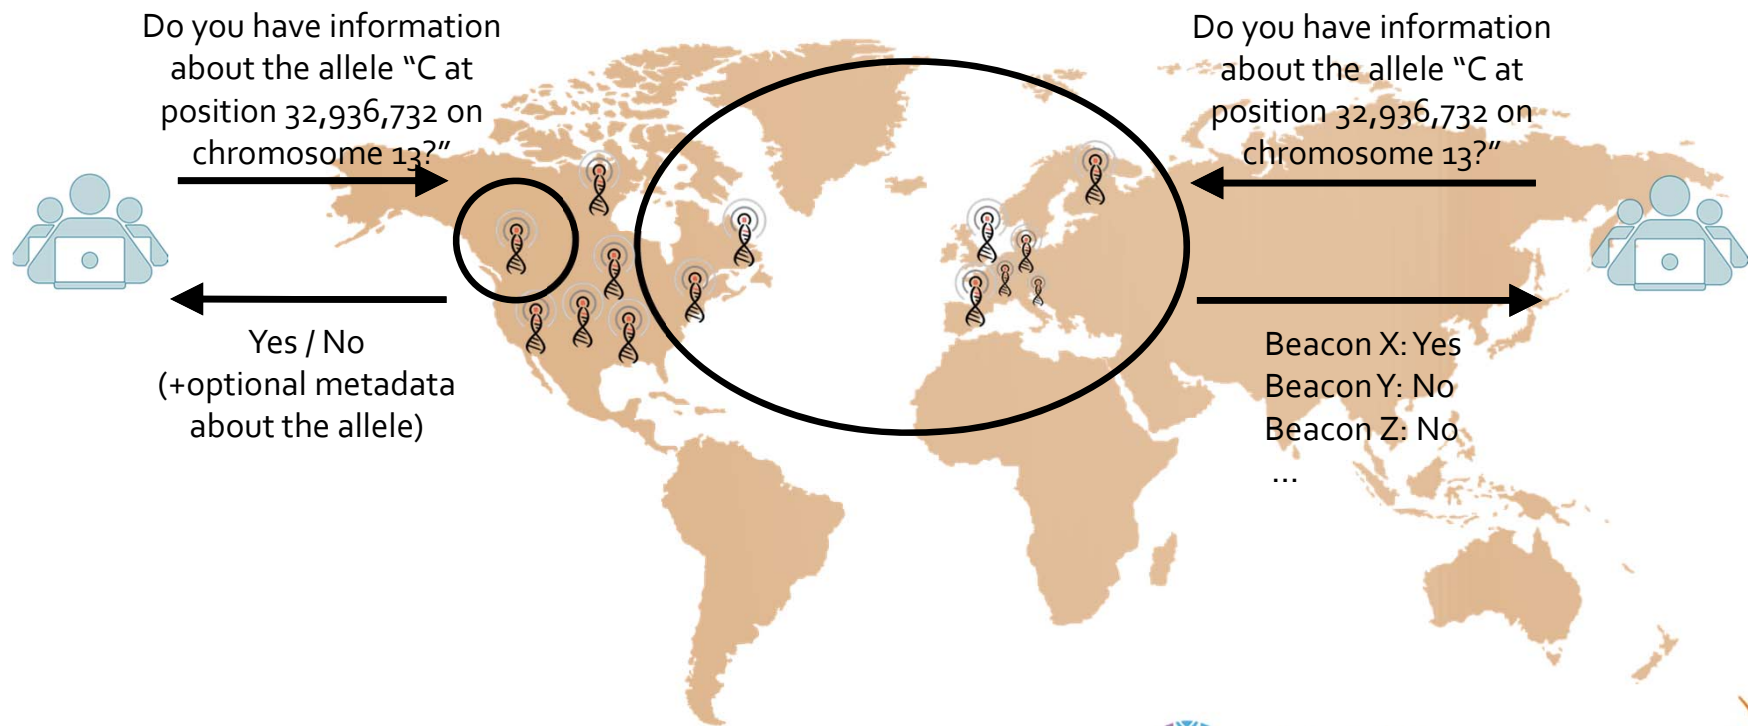 Do you have information
about the allele “C at
position 32,936,732 on
chromosome 13?”
Yes / No
(+optional metadata
about the allele)
Do you have information
about the allele “C at
position 32,936,732 on
chromosome 13?”
Beacon X: Yes
Beacon Y: No
Beacon Z: No
...